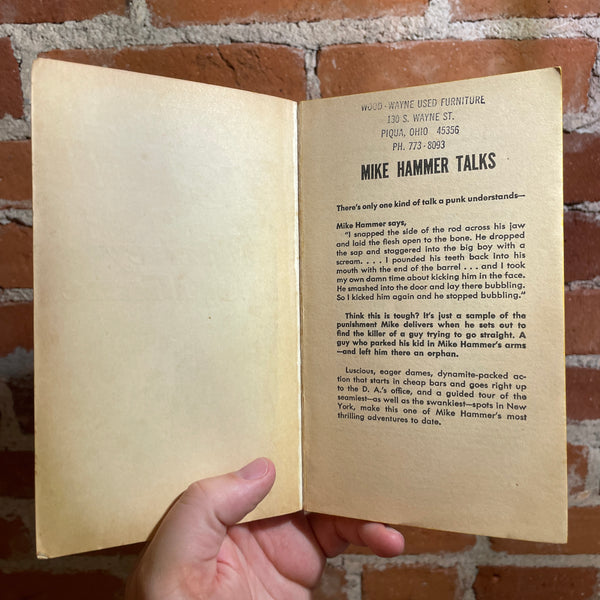 WOOD-WAYNE USED FURNITURE
130 S. WAYNE ST.
PIQUA, OHIO 45356
PH. 773-8093
MIKE HAMMER TALKS
There's only one kind of talk a punk understands—
Mike Hammer says,
"I snapped the side of the rod across his jaw
and laid the flesh open to the bone. He dropped
the sap and staggered into the big boy with a
scream. . . . I pounded his teeth back into his
mouth with the end of the barrel . . . and I took
my own damn time about kicking him in the face.
He smashed into the door and lay there bubbling.
So I kicked him again and he stopped bubbling."
Think this is tough? It's just a sample of the
punishment Mike delivers when he sets out to
find the killer of a guy trying to go straight. A
guy who parked his kid in Mike Hammer's arms
—and left him there an orphan.
Luscious, eager dames, dynamite-packed ac-
tion that starts in cheap bars and goes right up
to the D. A.'s office, and a guided tour of the
seamiest—as well as the swankiest—spots in New
York, make this one of Mike Hammer's most
thrilling adventures to date.